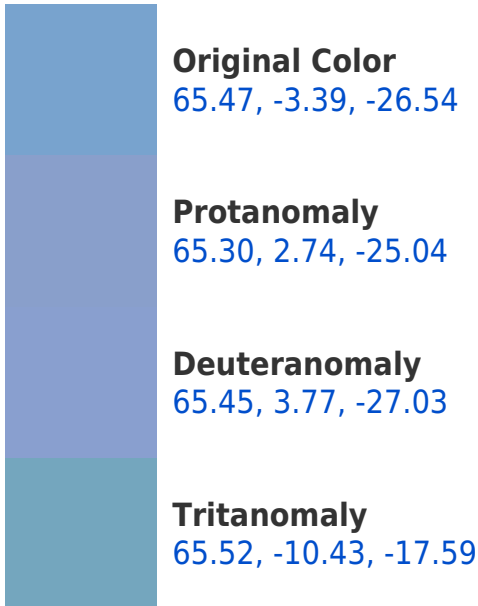 Original Color
65.47, -3.39, -26.54
Protanomaly
65.30, 2.74, -25.04
Deuteranomaly
65.45, 3.77, -27.03
Tritanomaly
65.52, -10.43, -17.59